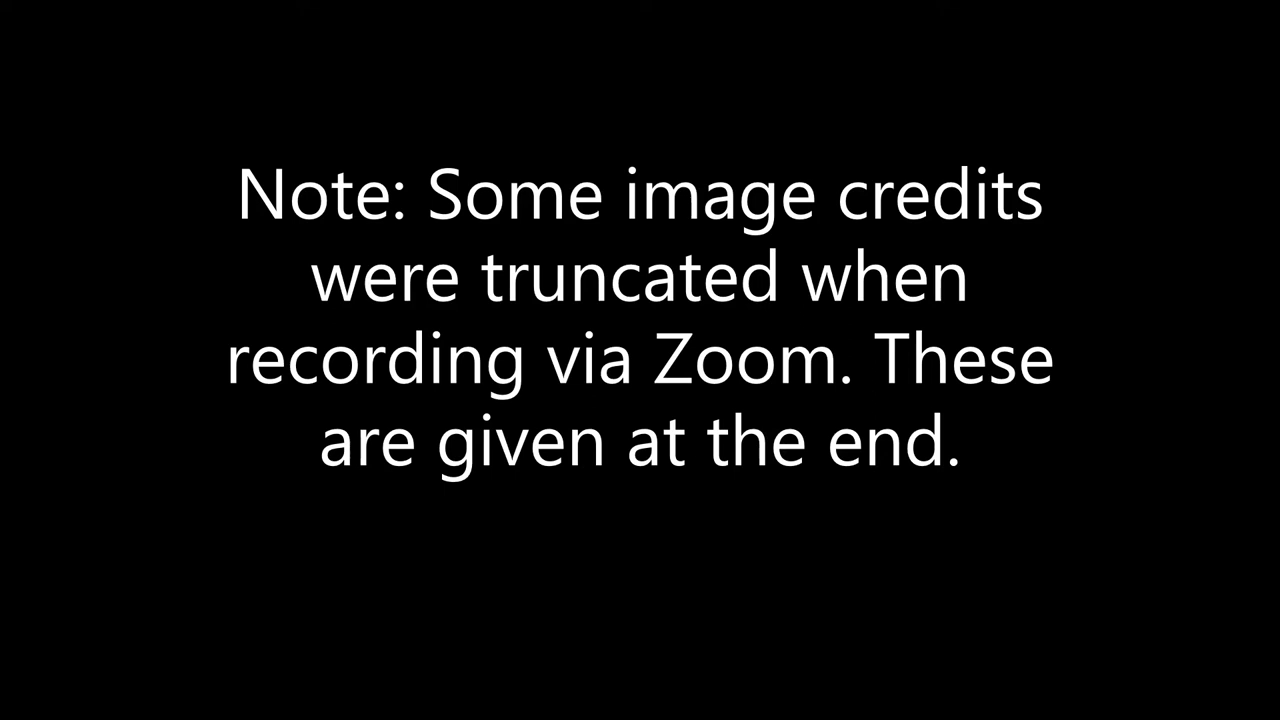 Note: Some image credits
were truncated when
recording via Zoom. These
are given at the end.